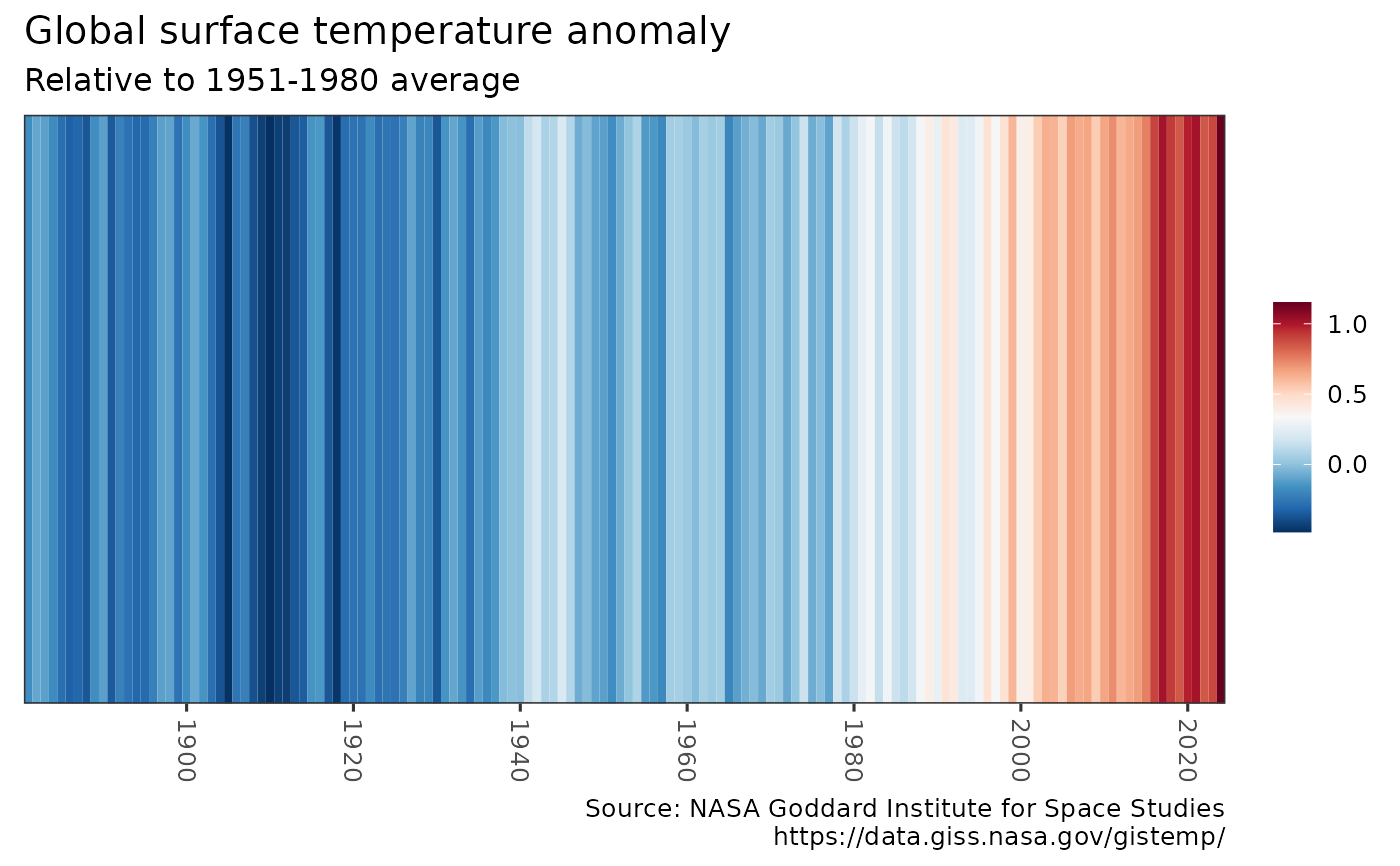 Global surface temperature anomaly
Relative to 1951-1980 average
1.0
0.5
0.0
1900
1920
1940
1960
1980
2000
2020
Source: NASA Goddard Institute for Space Studies
https://data.giss.nasa.gov/gistemp/